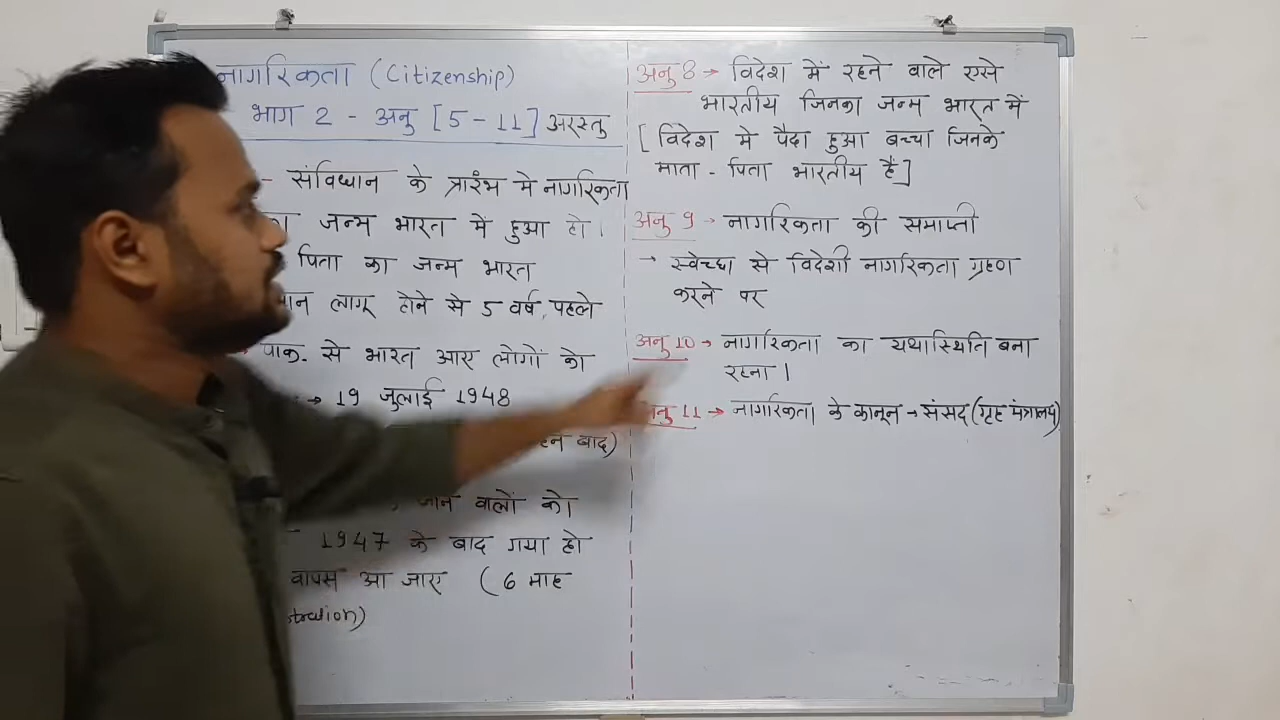 नागरिकता (Citizenship)
भाग 2 - अनु [5-11] अरस्तु
- संविधान के प्रारंभ मे नागरिकता
जन्म भारत में हुआ हो।
पिता का जन्म भारत
लागू होने से 5 वर्ष पहले
पाक. से भारत आए लोगों को
→ 19 जुलाई 1948
बाद)
जाने वालों को
1947 के बाद गया हो
वापस आ जाए (6 माह
अनु 8 → विदेश में रहने वाले एसे
भारतीय जिनका जन्म भारत में
[विदेश मे पैदा हुआ बच्चा जिनके
माता - पिता भारतीय हैं]
अनु 9 → नागरिकता की समाप्ती
→ स्वेच्छा से विदेशी नागरिकता ग्रहण
करने पर
अनु 10 → नागरिकता का यथास्थिति बना
रहना।
अनु 11 → नागरिकता के कानून → संसद (गृह मंत्रालय)